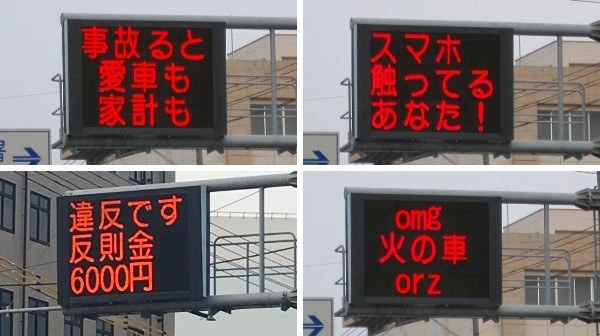 事故ると
愛車も
家計も
スマホ
触ってる
あなた！
違反です
反則金
6000円
omg
火の車
orz